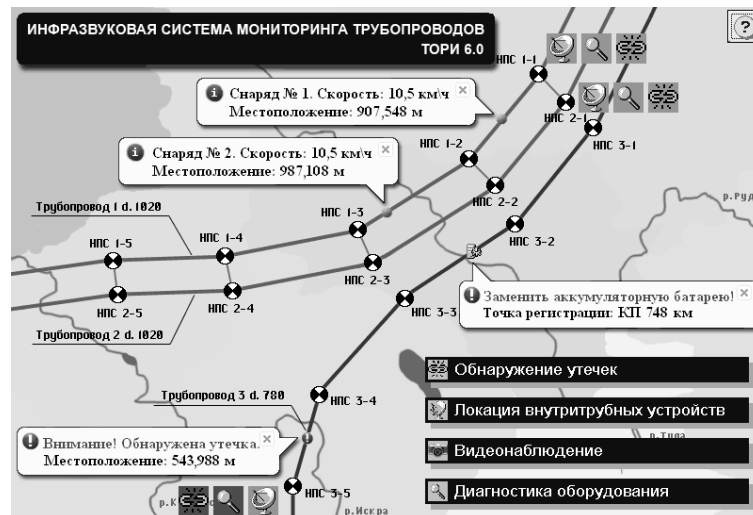 ИНФРАЗВУКОВАЯ СИСТЕМА МОНИТОРИНГА ТРУБОПРОВОДОВ
ТОРИ 6.0
?
НПС 1-1
Снаряд № 1. Скорость: 10,5 км\ч
Местоположение: 907,548 м
НПС 2-1
НПС 3-1
Снаряд № 2. Скорость: 10,5 км\ч
Местоположение: 987,108 м
НПС 1-2
НПС 2-2
р.Руд
Трубопровод 1 d. 1020
НПС 1-3
НПС 3-2
НПС 1-5
НПС 1-4
НПС 2-3
Заменить аккумуляторную батарею!
Точка регистрации: КП 748 км
НПС 2-5
НПС 2-4
НПС 3-3
Трубопровод 2 d. 1020
Обнаружение утечек
Трубопровод 3 d. 780
НПС 3-4
Локация внутритрубных устройств
р.Тула
Внимание! Обнаружена утечка.
Местоположение: 543,988 м
Видеонаблюдение
НПС 3-5
Диагностика оборудования
р.Искра